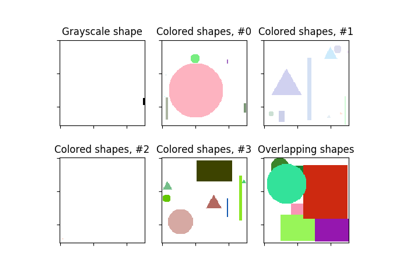 Grayscale shape
Colored shapes, #0
Colored shapes, #1
Colored shapes, #2
Colored shapes, #3
Overlapping shapes